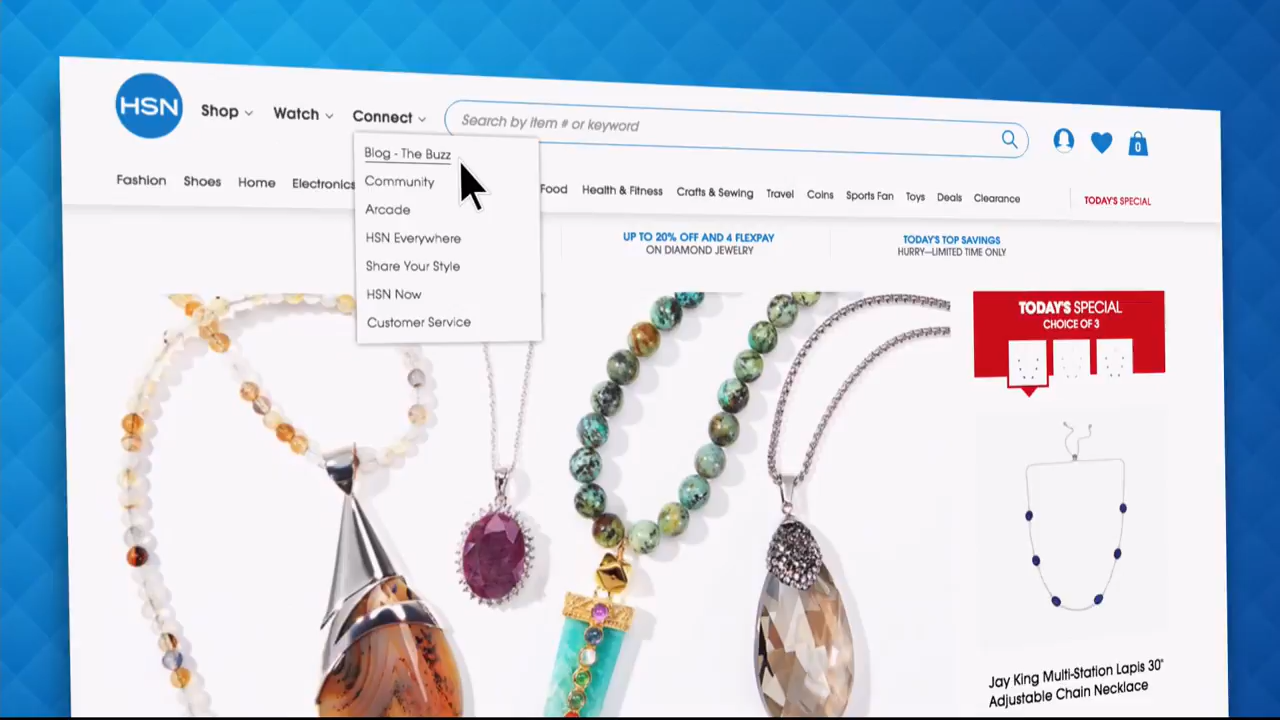 HSN
Shop
Watch
Connect
Search by item # or keyword
0
Blog - The Buzz
Community
Arcade
HSN Everywhere
Share Your Style
HSN Now
Customer Service
Fashion
Shoes
Home
Electronics
Food
Health & Fitness
Crafts & Sewing
Travel
Coins
Sports Fan
Toys
Deals
Clearance
TODAY'S SPECIAL
UP TO 20% OFF AND 4 FLEXPAY
ON DIAMOND JEWELRY
TODAY'S TOP SAVINGS
HURRY—LIMITED TIME ONLY
TODAY'S SPECIAL
CHOICE OF 3
Jay King Multi-Station Lapis 30"
Adjustable Chain Necklace